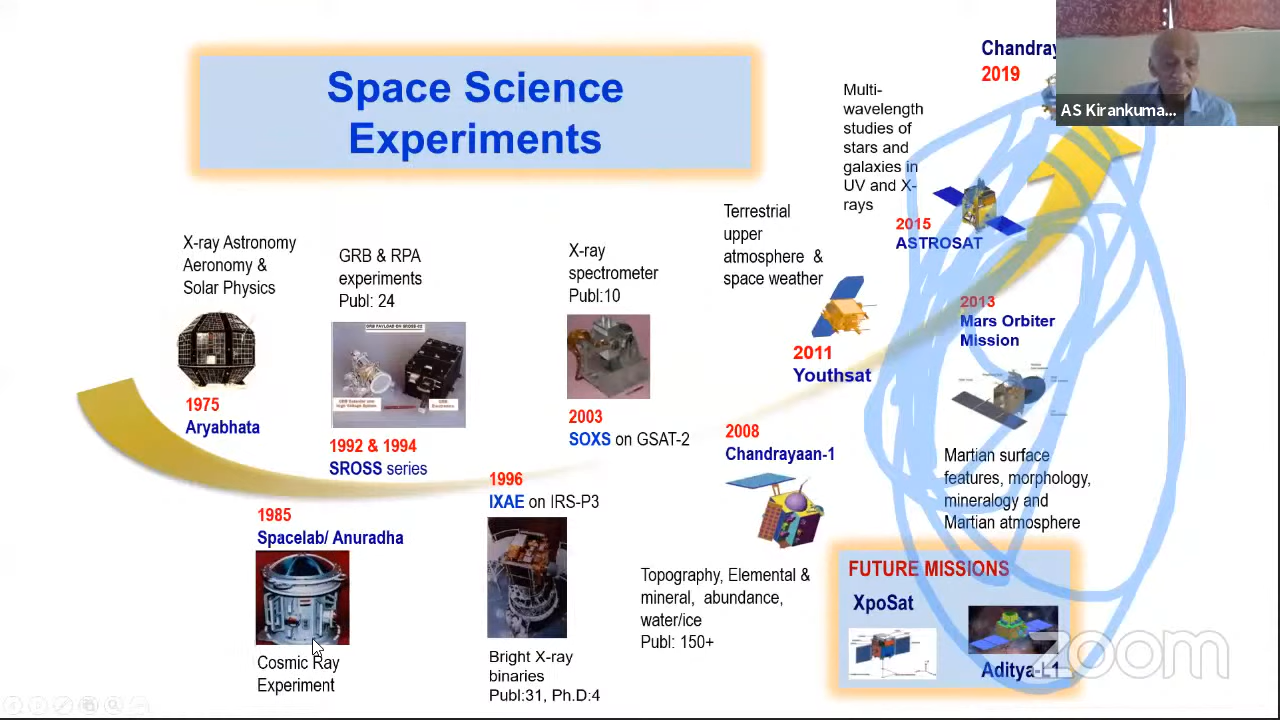 Space Science
Experiments
X-ray Astronomy
Aeronomy &
Solar Physics
1975
Aryabhata
1985
Spacelab/ Anuradha
Cosmic Ray
Experiment
GRB & RPA
experiments
Publ: 24
1992 & 1994
SROSS series
1996
IXAE on IRS-P3
Bright X-ray
binaries
Publ:31, Ph.D:4
X-ray
spectrometer
Publ:10
2003
SOXS on GSAT-2
2008
Chandrayaan-1
Topography, Elemental &
mineral, abundance,
water/ice
Publ: 150+
Terrestrial
upper
atmosphere &
space weather
2011
Youthsat
2013
Mars Orbiter
Mission
Martian surface
features, morphology,
mineralogy and
Martian atmosphere
Multi-
wavelength
studies of
stars and
galaxies in
UV and X-
rays
2015
ASTROSAT
Chandray
2019
AS Kirankuma...
FUTURE MISSIONS
XpoSat
Aditya-L1
zoom